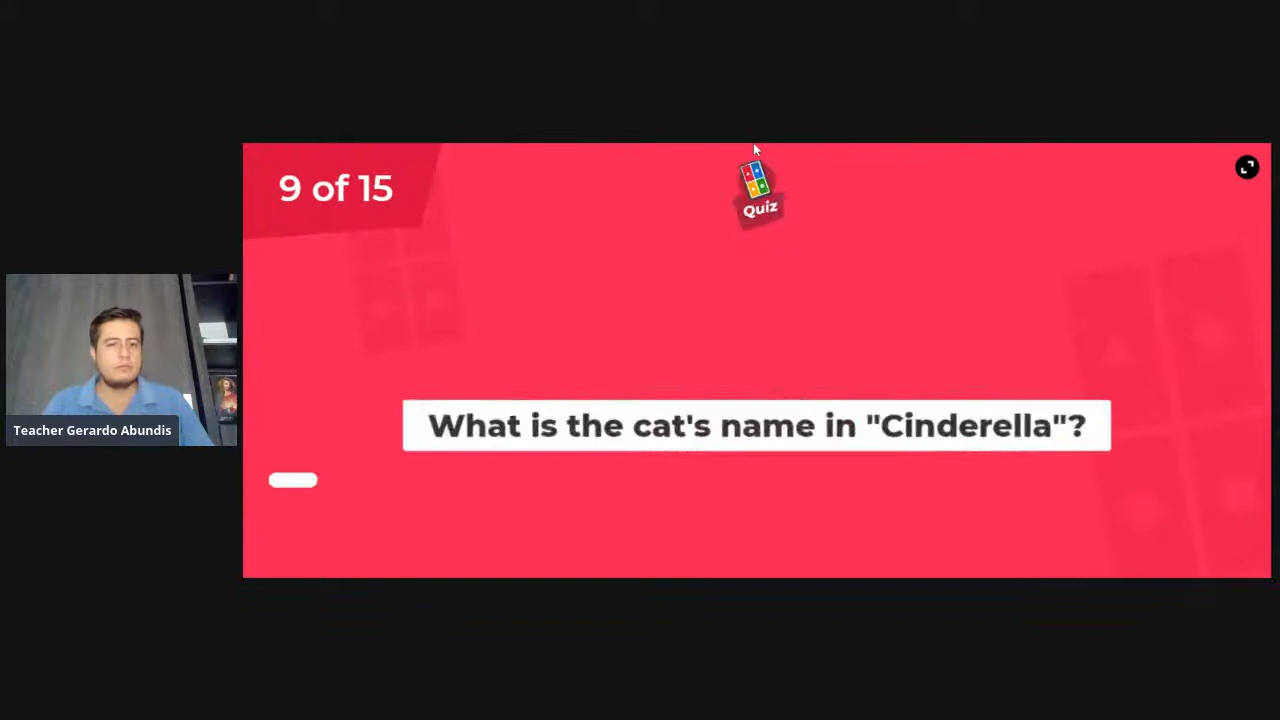 9 of 15
Quiz
What is the cat's name in "Cinderella"?
Teacher Gerardo Abundis